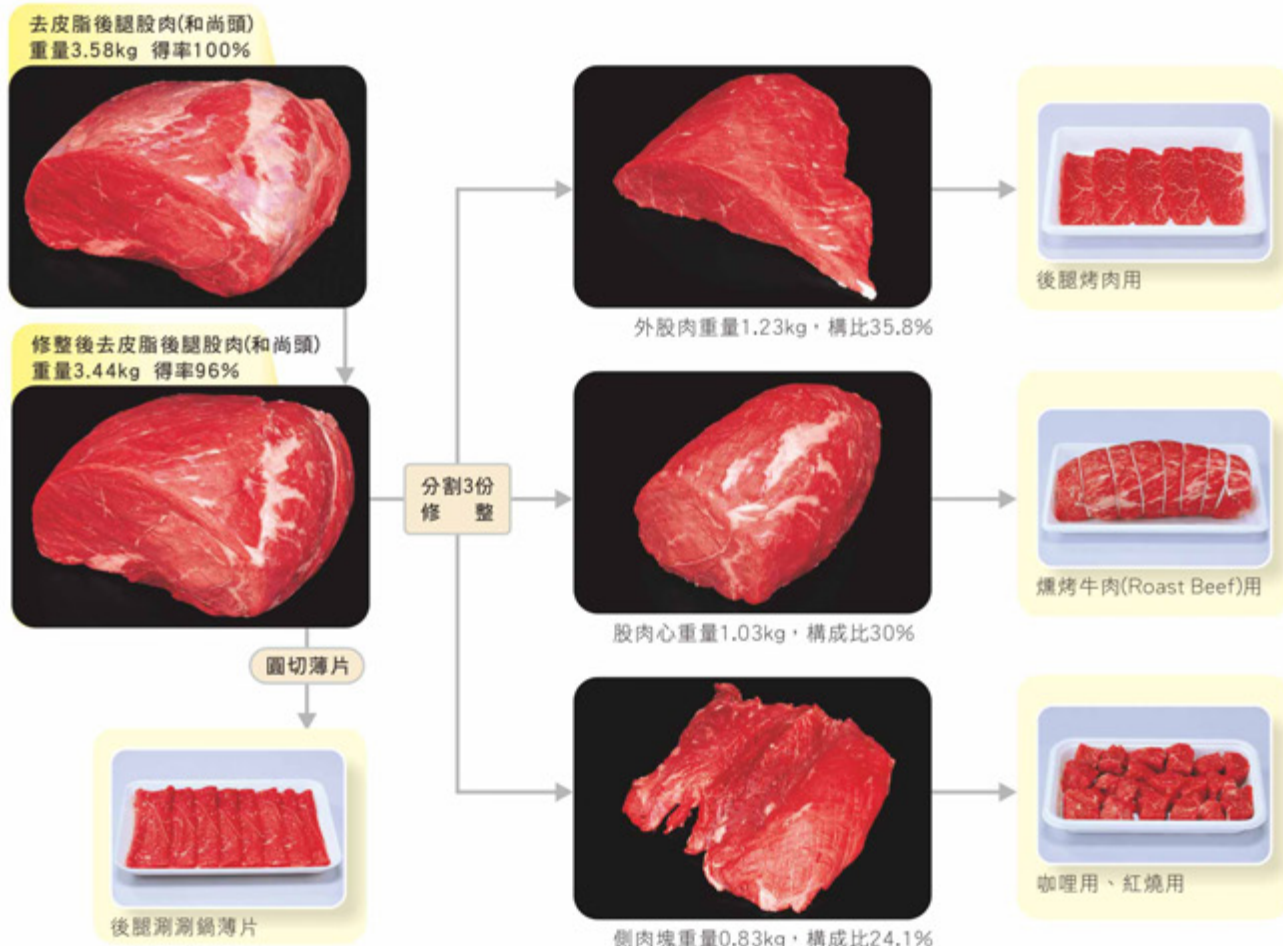 去皮脂後腿股肉(和尚頭)
重量3.58kg 得率100%
修整後去皮脂後腿股肉(和尚頭)
重量3.44kg 得率96%
分割3份
修 整
圓切薄片
後腿涮涮鍋薄片
外股肉重量1.23kg，構比35.8%
後腿烤肉用
股肉心重量1.03kg，構成比30%
燻烤牛肉(Roast Beef)用
側肉塊重量0.83kg，構成比24.1%
咖哩用、紅燒用